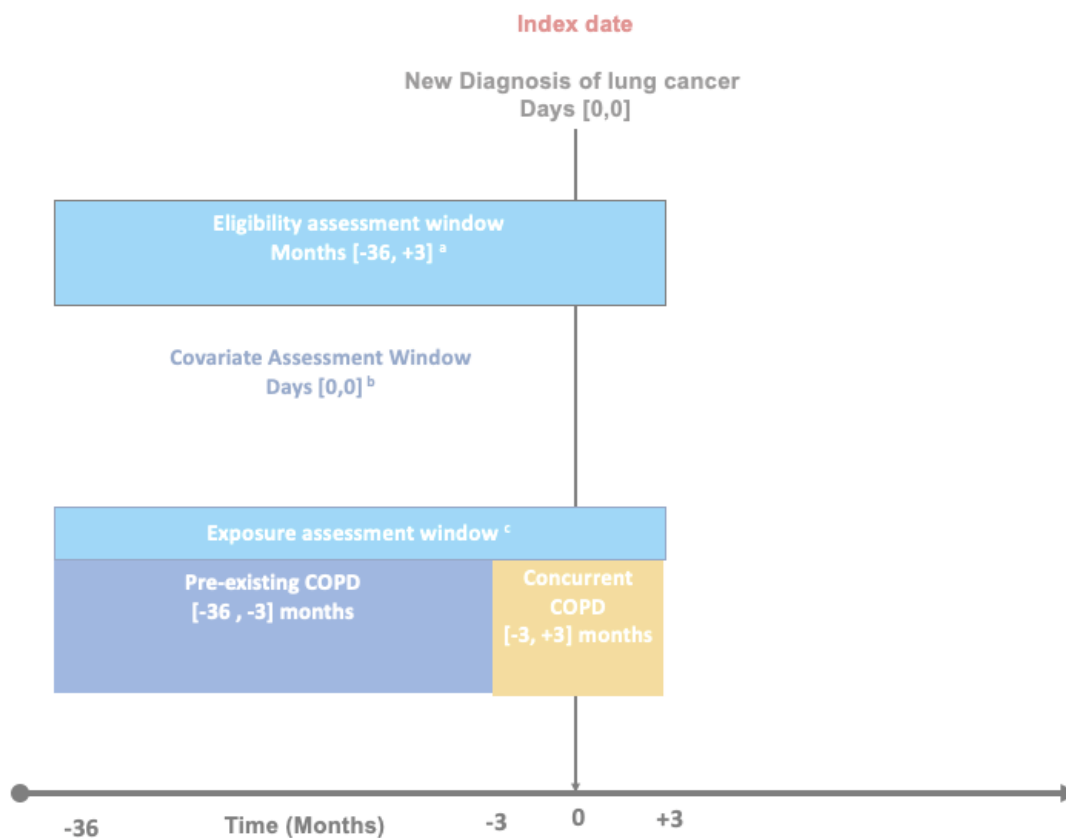 Index date
New Diagnosis of lung cancer
Days [0,0]
Eligibility assessment window
Months [-36, +3] a
Covariate Assessment Window
Days [0,0] b
Exposure assessment window c
Pre-existing COPD
[-36 , -3] months
Concurrent
COPD
[-3, +3] months
-36
Time (Months)
-3
0
+3